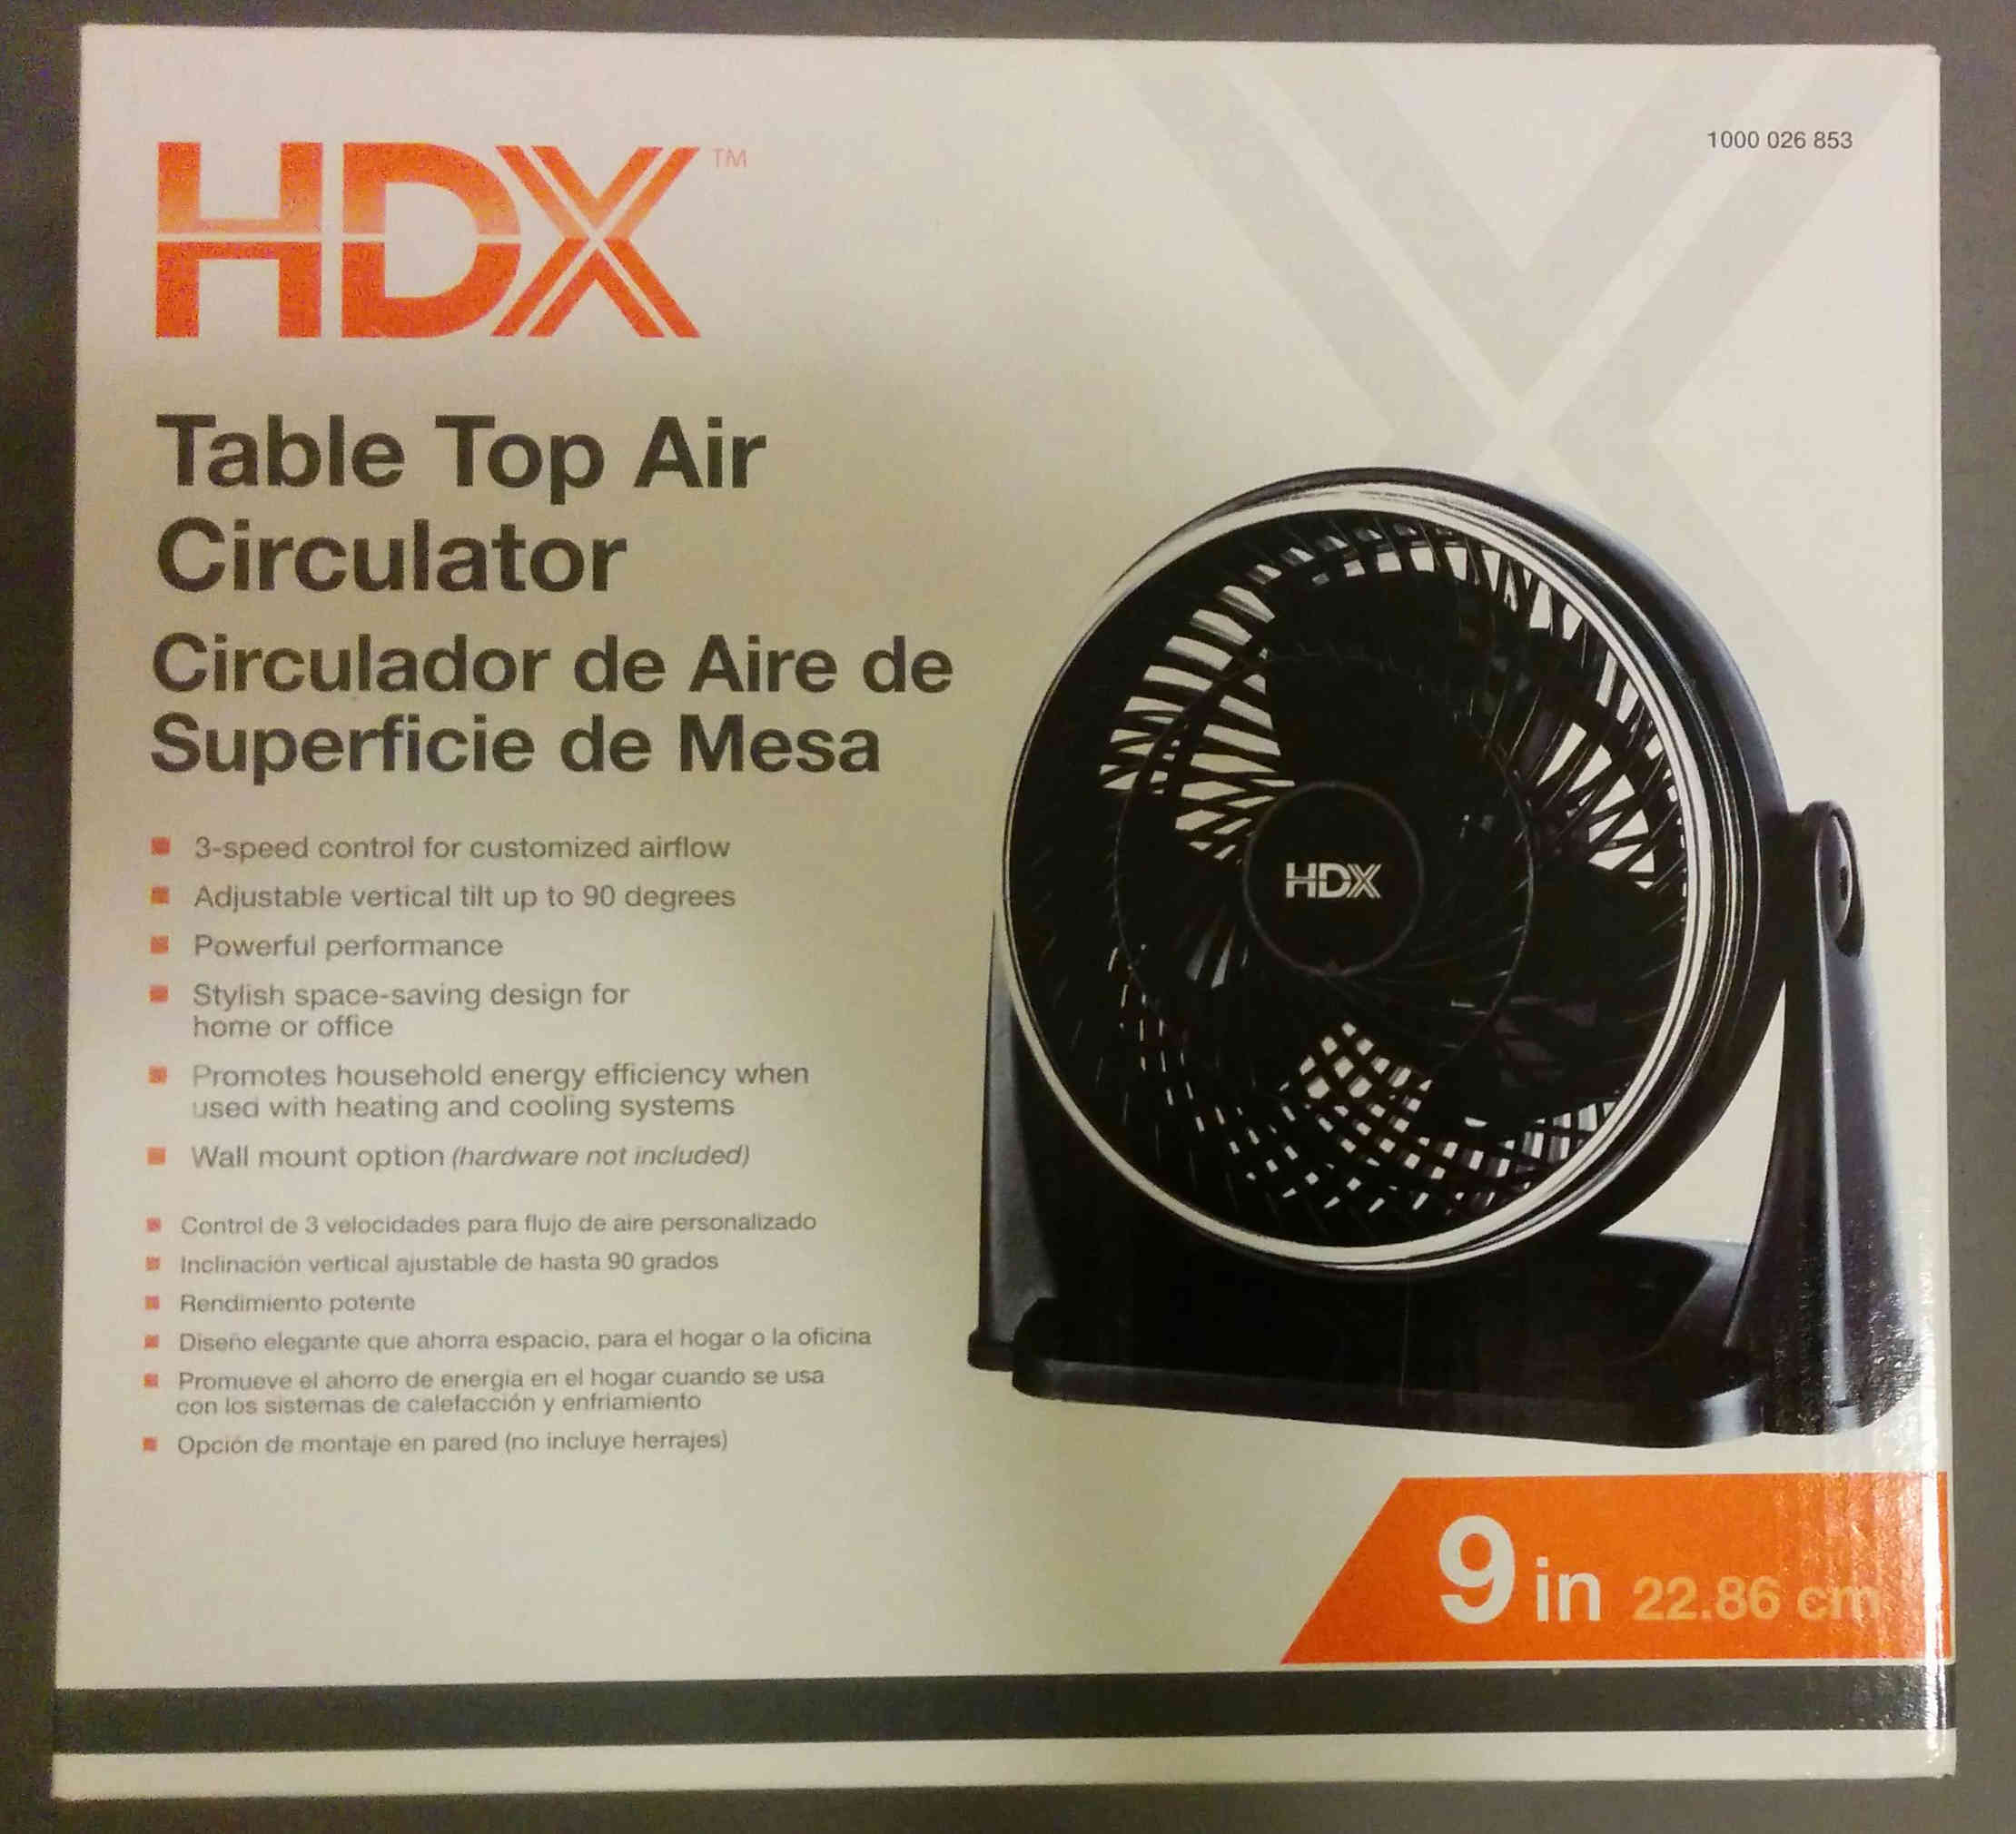 HDX™
1000 026 853
Table Top Air
Circulator
Circulador de Aire de
Superficie de Mesa
3-speed control for customized airflow
Adjustable vertical tilt up to 90 degrees
Powerful performance
Stylish space-saving design for
home or office
Promotes household energy efficiency when
used with heating and cooling systems
Wall mount option (hardware not included)
Control de 3 velocidades para flujo de aire personalizado
Inclinación vertical ajustable de hasta 90 grados
Rendimiento potente
Diseño elegante que ahorra espacio, para el hogar o la oficina
Promueve el ahorro de energía en el hogar cuando se usa
con los sistemas de calefacción y enfriamiento
Opción de montaje en pared (no incluye herrajes)
HDX
9 in 22.86 cm